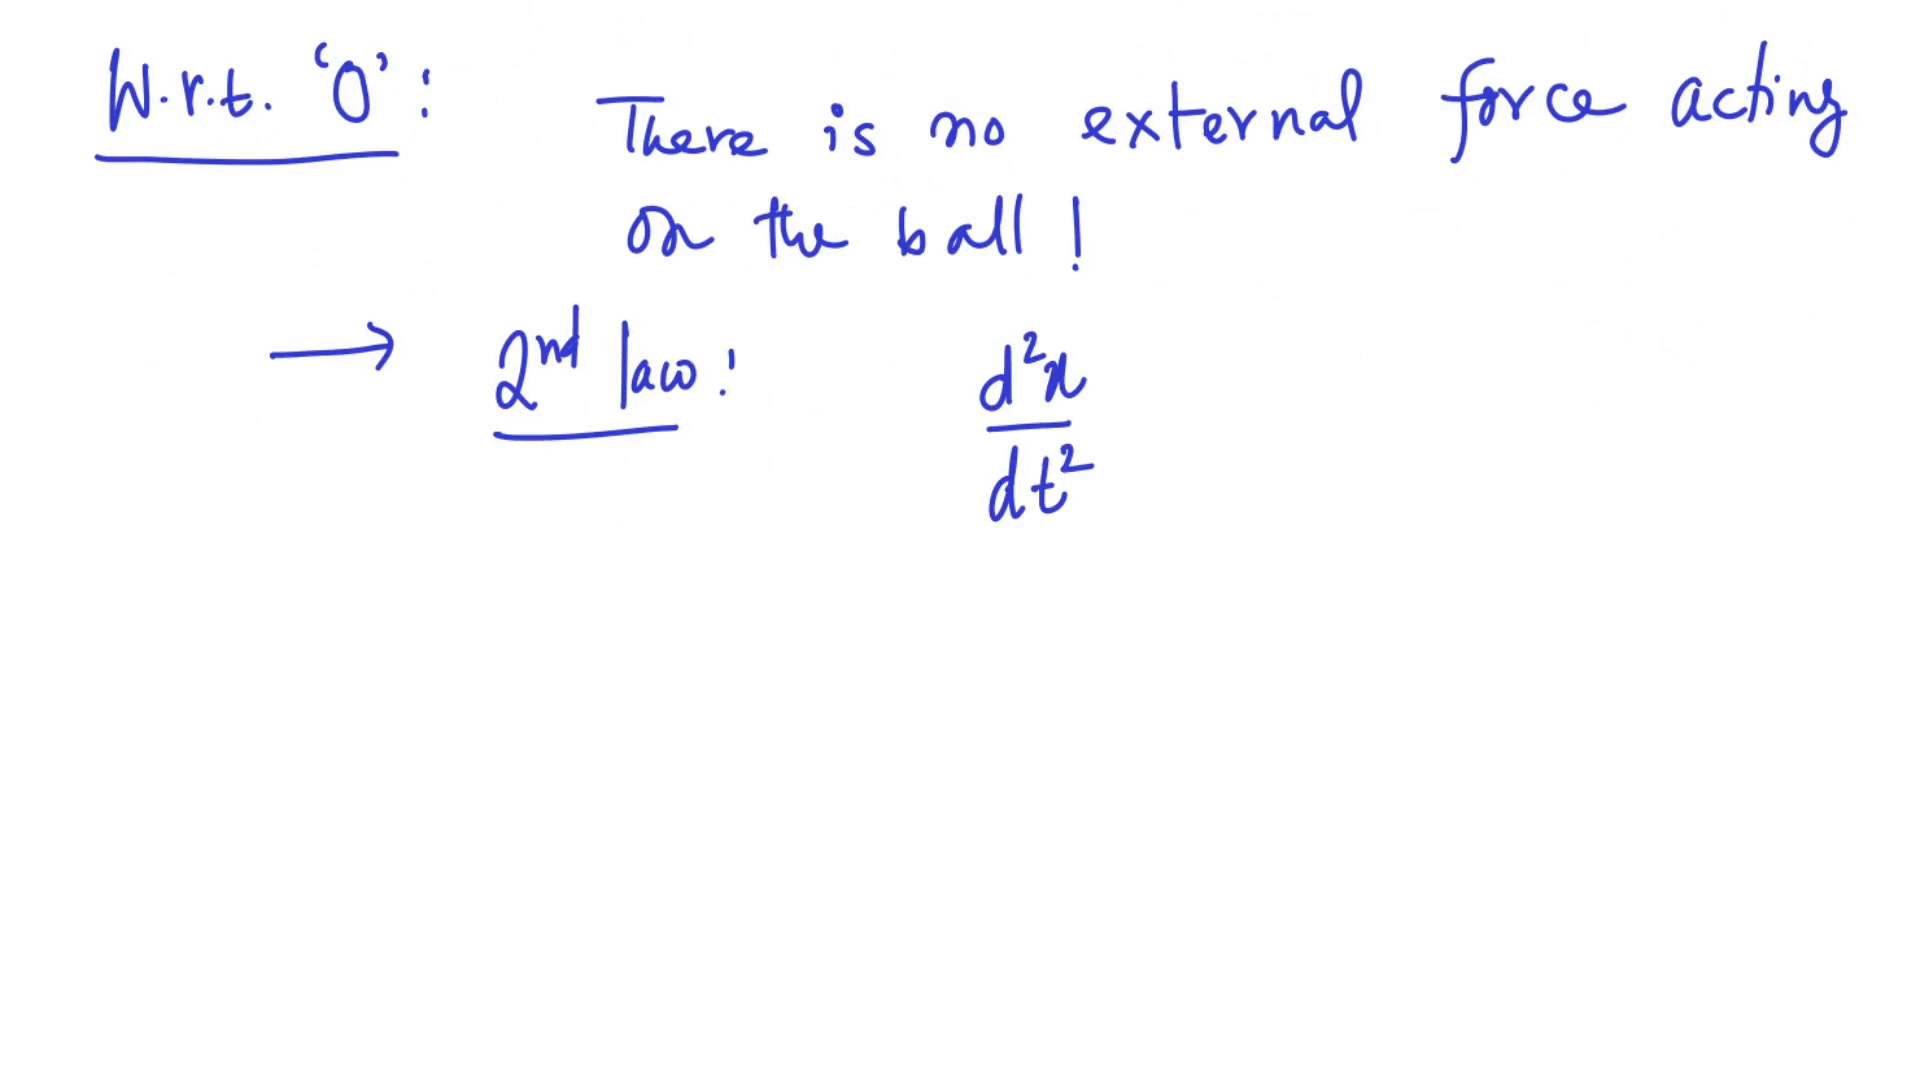 W.r.t. 'O': There is no external force acting
on the ball!
→ 2nd law: d²x
dt²